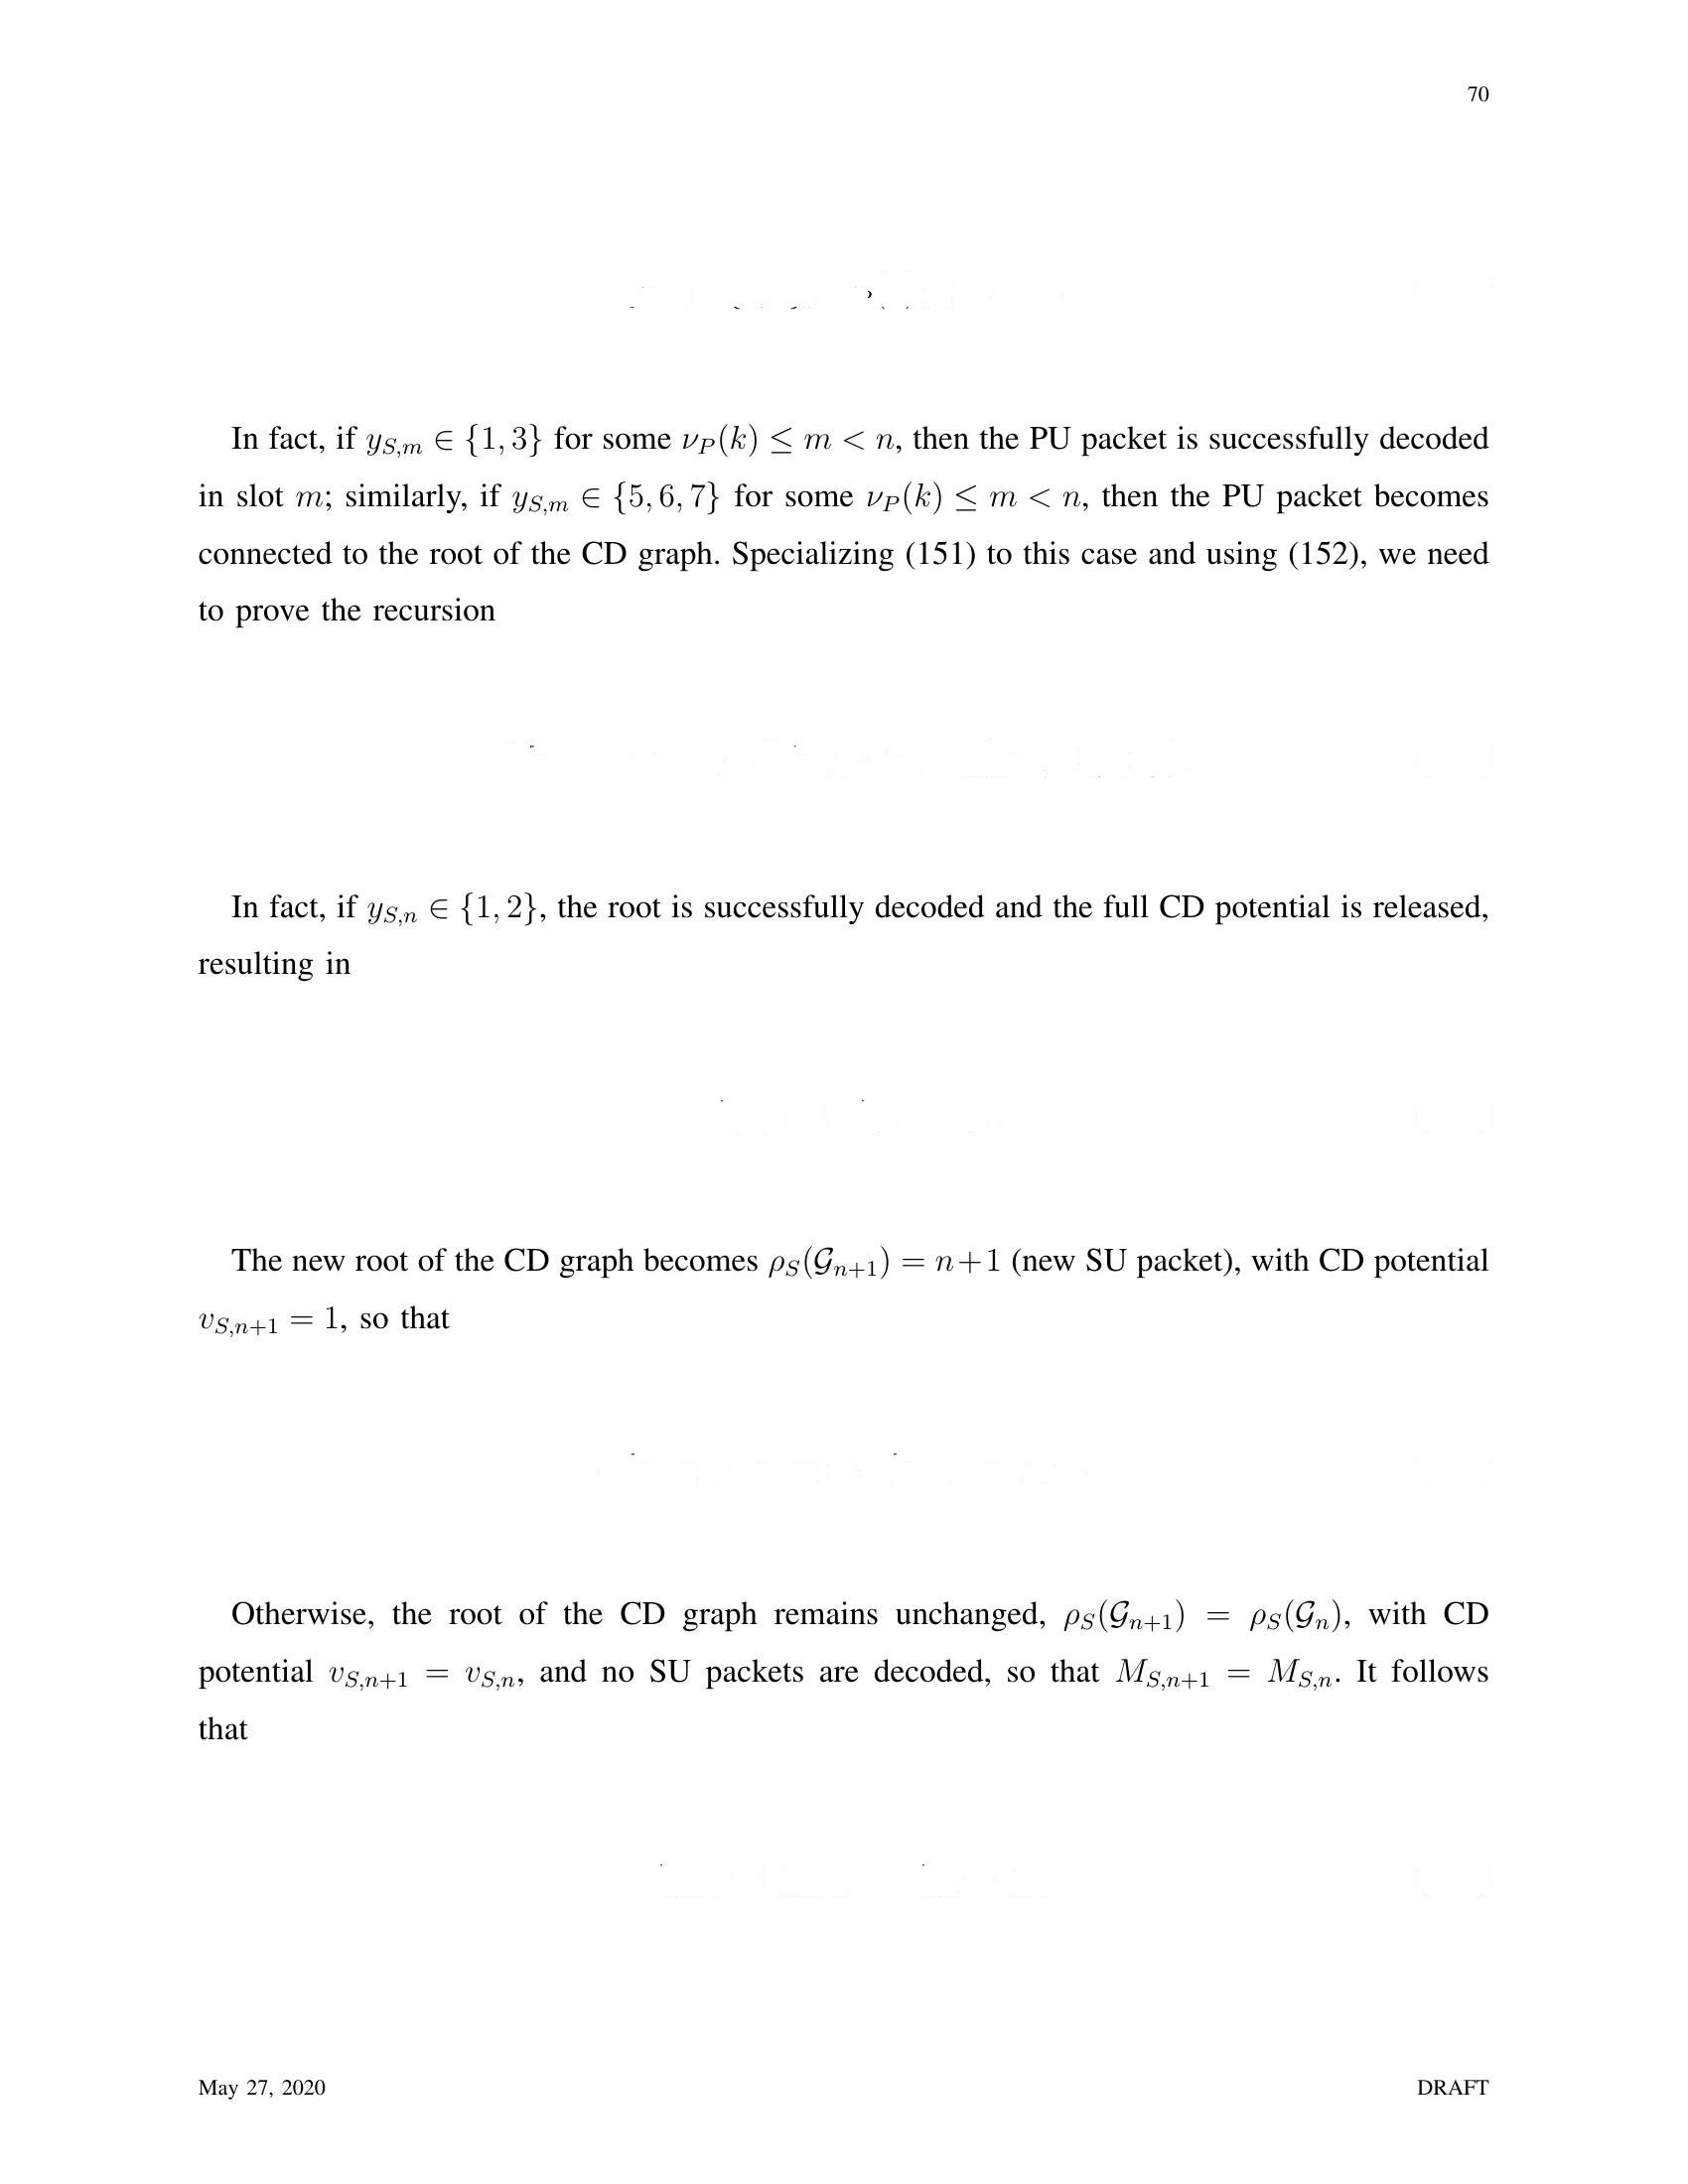 70
In fact, if $y_{S,m} \in \{1, 3\}$ for some $\nu_P(k) \leq m < n$, then the PU packet is successfully decoded
in slot $m$; similarly, if $y_{S,m} \in \{5, 6, 7\}$ for some $\nu_P(k) \leq m < n$, then the PU packet becomes
connected to the root of the CD graph. Specializing (151) to this case and using (152), we need
to prove the recursion
In fact, if $y_{S,n} \in \{1, 2\}$, the root is successfully decoded and the full CD potential is released,
resulting in
The new root of the CD graph becomes $\rho_S(\mathcal{G}_{n+1}) = n+1$ (new SU packet), with CD potential
$v_{S,n+1} = 1$, so that
Otherwise, the root of the CD graph remains unchanged, $\rho_S(\mathcal{G}_{n+1}) = \rho_S(\mathcal{G}_n)$, with CD
potential $v_{S,n+1} = v_{S,n}$, and no SU packets are decoded, so that $M_{S,n+1} = M_{S,n}$. It follows
that
May 27, 2020 DRAFT